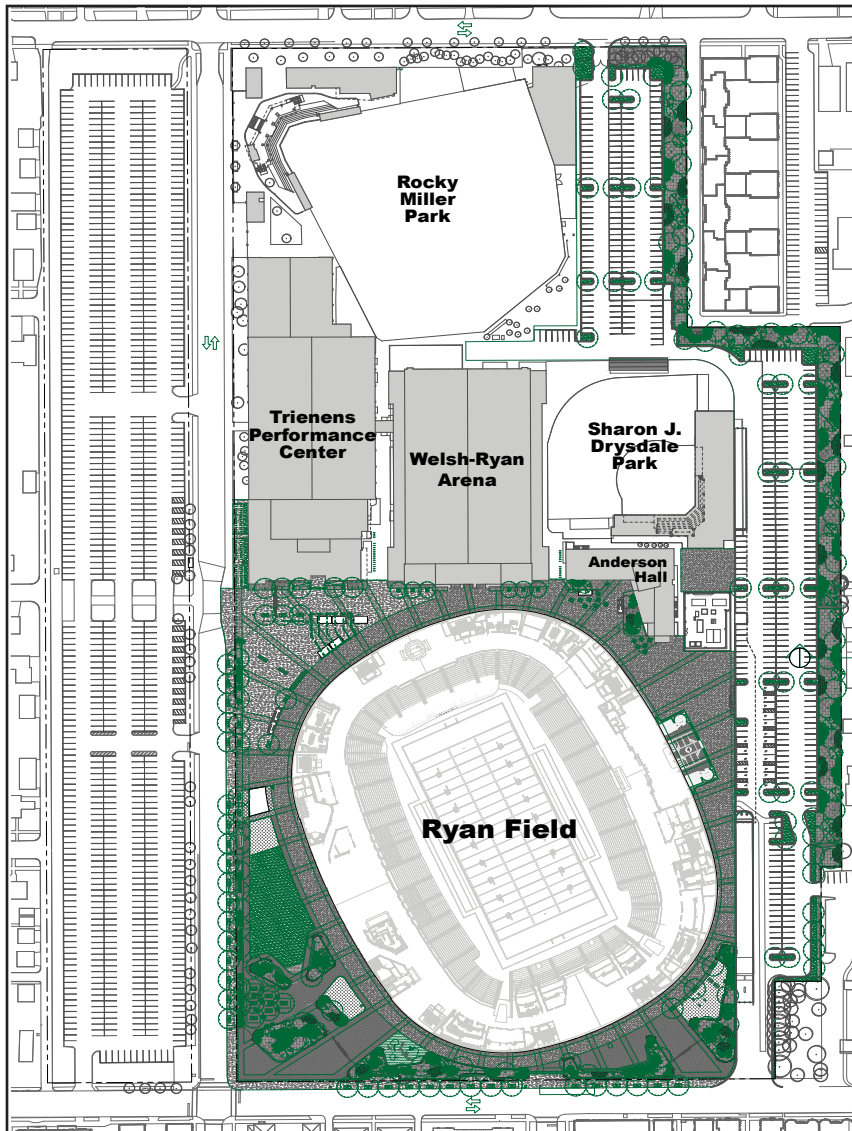 Rocky
Miller
Park
Trienens
Performance
Center
Welsh-Ryan
Arena
Sharon J.
Drysdale
Park
Anderson
Hall
Ryan Field